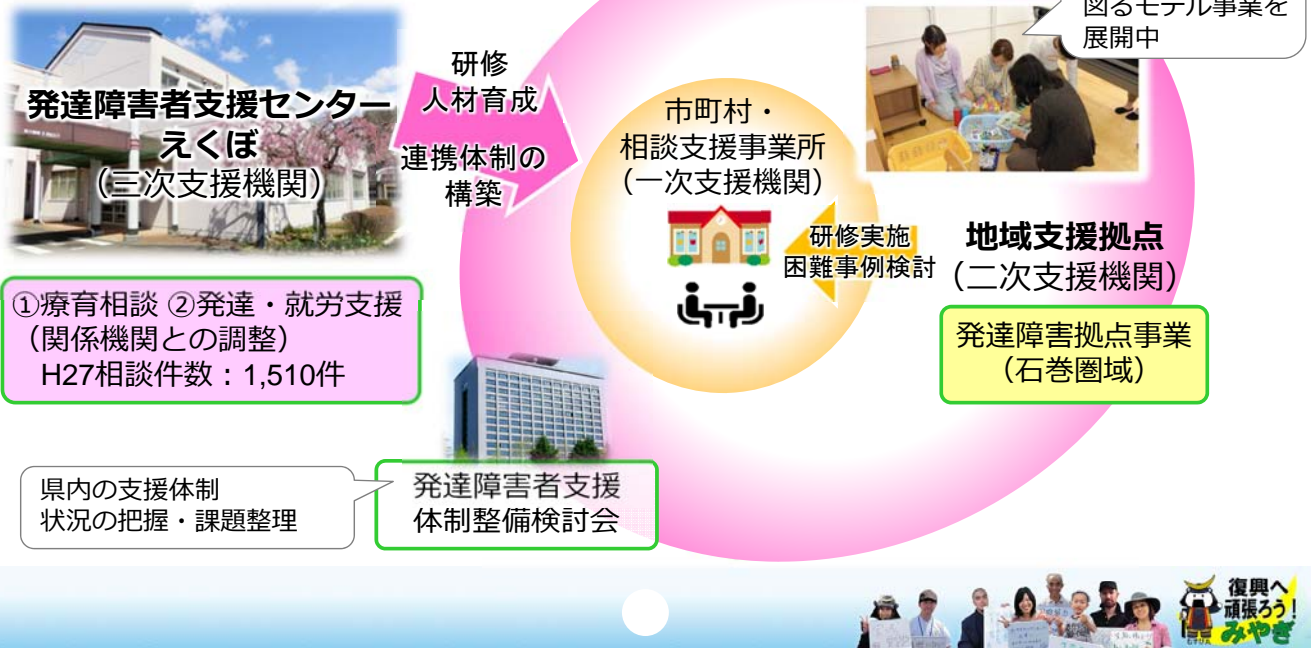 図るモデル事業を
展開中
発達障害者支援センター
えくぼ
（三次支援機関）
研修
人材育成
連携体制の
構築
市町村・
相談支援事業所
（一次支援機関）
研修実施
困難事例検討
地域支援拠点
（二次支援機関）
発達障害拠点事業
（石巻圏域）
①療育相談 ②発達・就労支援
（関係機関との調整）
H27相談件数：1,510件
県内の支援体制
状況の把握・課題整理
発達障害者支援
体制整備検討会
復興へ
頑張ろう！
みやぎ
むすび丸